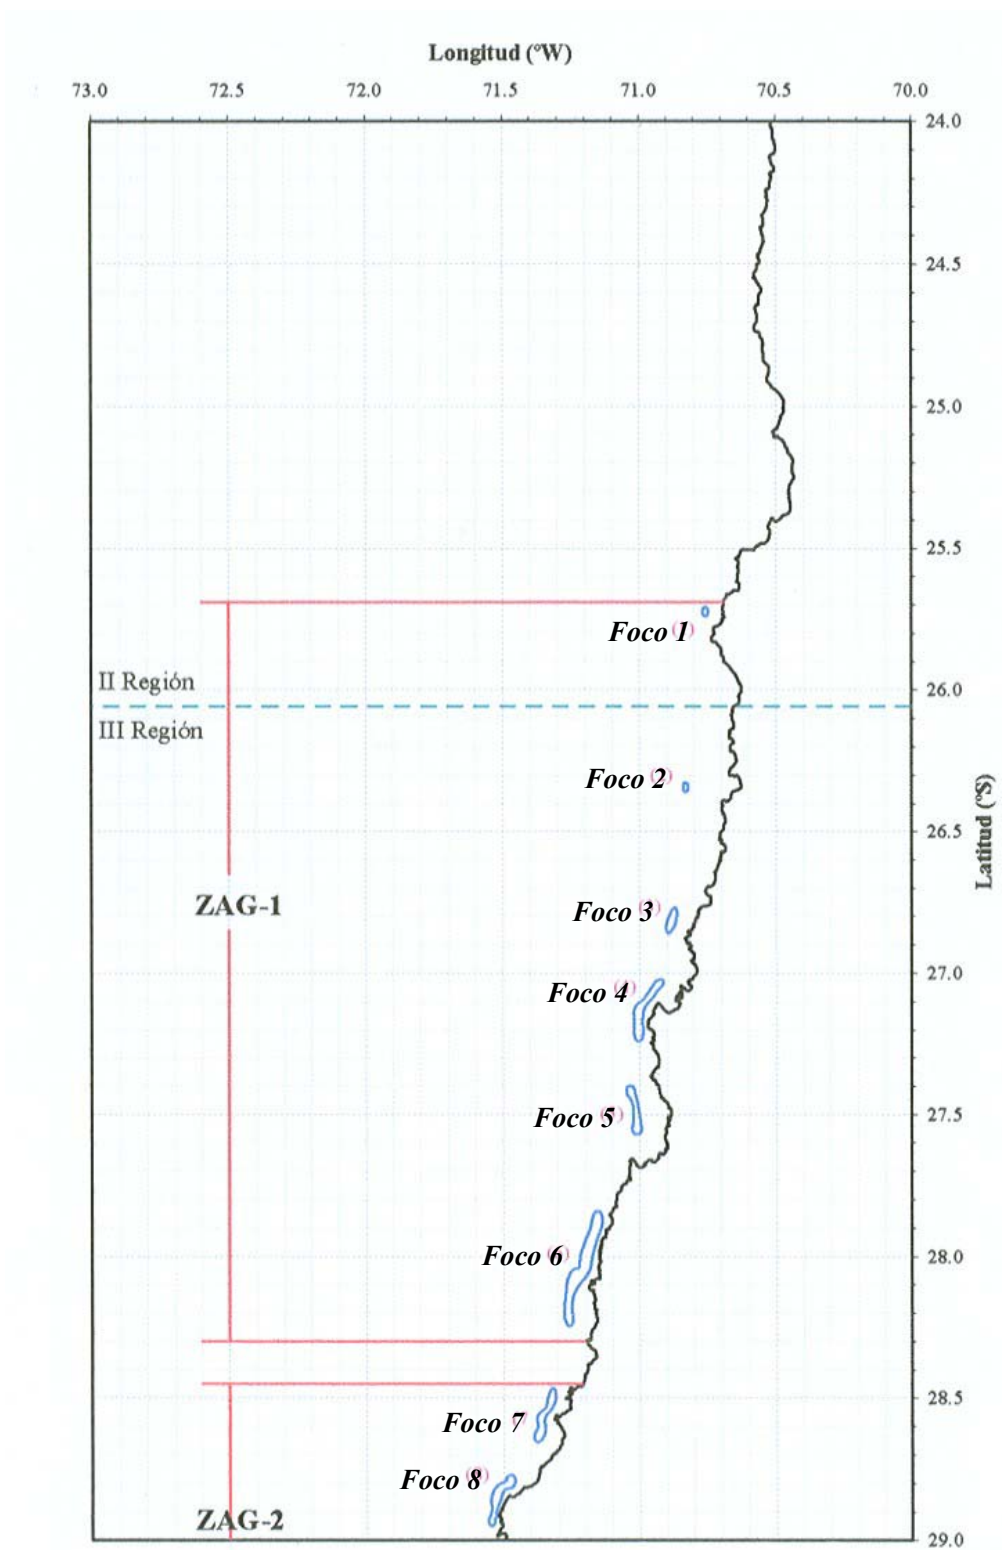 Longitud (°W)
73.0 72.5 72.0 71.5 71.0 70.5 70.0
24.0
24.5
25.0
25.5
Foco 1
II Región
26.0
III Región
Foco 2
Latitud (°S)
26.5
ZAG-1
Foco 3
27.0
Foco 4
Foco 5
27.5
Foco 6
28.0
28.5
Foco 7
Foco 8
ZAG-2
29.0